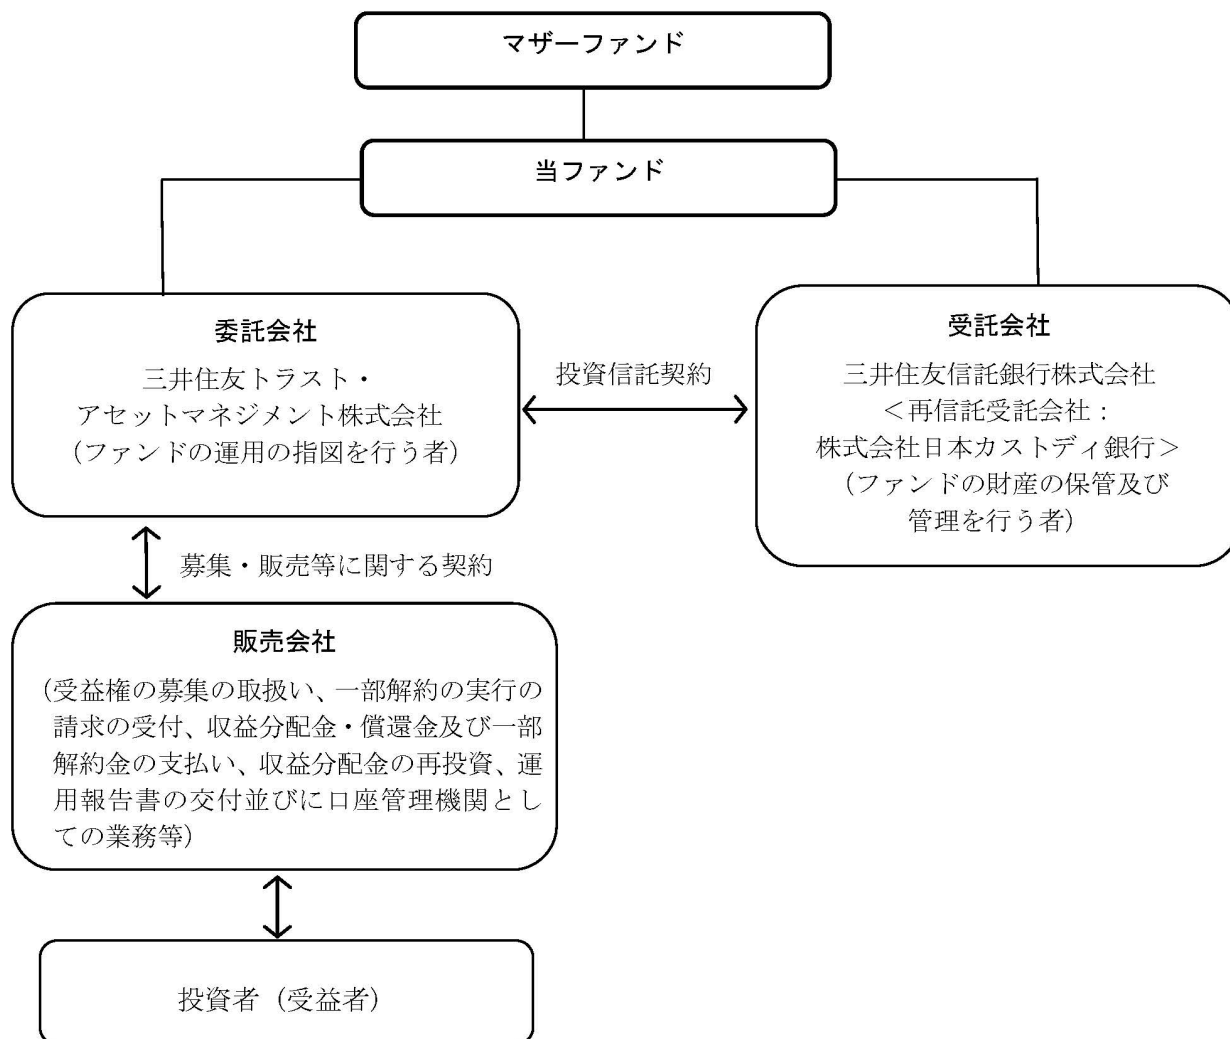 マザーファンド
当ファンド
委託会社
三井住友トラスト・
アセットマネジメント株式会社
（ファンドの運用の指図を行う者）
投資信託契約
受託会社
三井住友信託銀行株式会社
＜再信託受託会社：
株式会社日本カストディ銀行＞
（ファンドの財産の保管及び
管理を行う者）
募集・販売等に関する契約
販売会社
（受益権の募集の取扱い、一部解約の実行の
請求の受付、収益分配金・償還金及び一部
解約金の支払い、収益分配金の再投資、運
用報告書の交付並びに口座管理機関とし
ての業務等）
投資者（受益者）